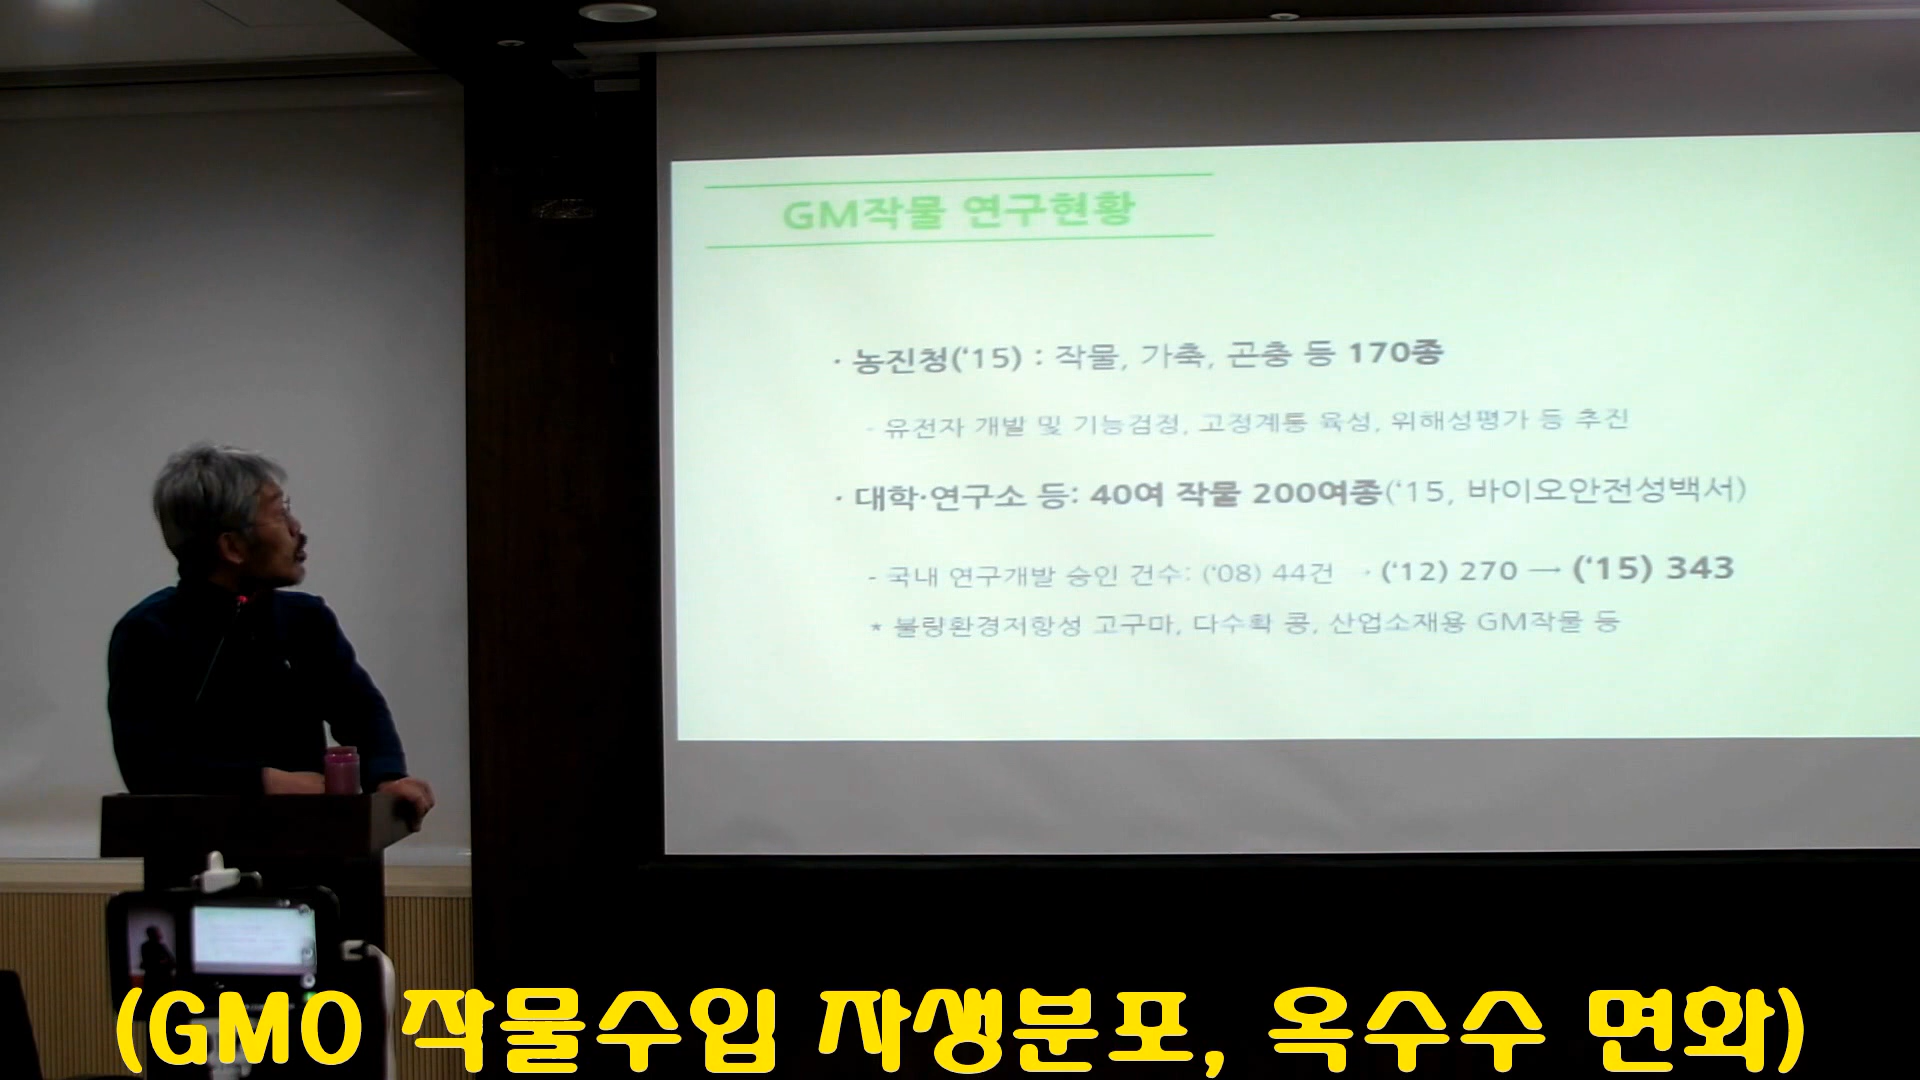 GM작물 연구현황
· 농진청(‘15) : 작물, 가축, 곤충 등 170종
- 유전자 개발 및 기능검정, 고정계통 육성, 위해성평가 등 추진
· 대학·연구소 등: 40여 작물 200여종(‘15, 바이오안전성백서)
- 국내 연구개발 승인 건수: (‘08) 44건 → (‘12) 270 → (‘15) 343
* 불량환경저항성 고구마, 다수확 콩, 산업소재용 GM작물 등
(GMO 작물수입 자생분포, 옥수수 면화)